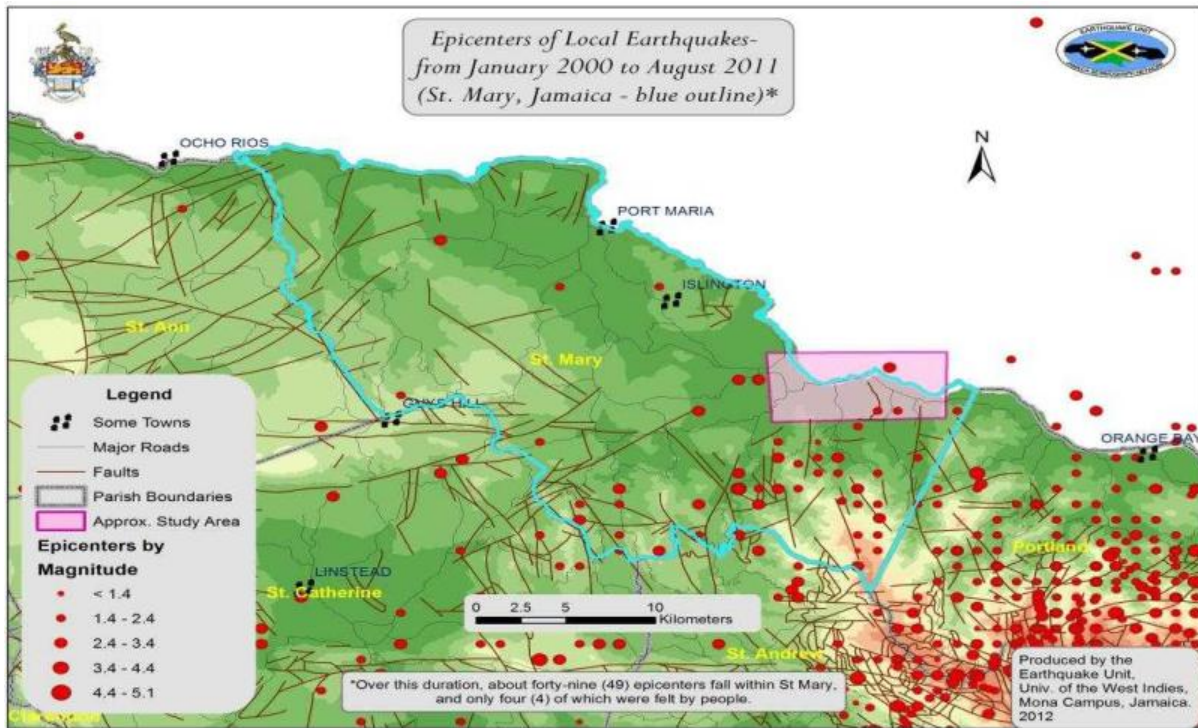 Epicenters of Local Earthquakes-
from January 2000 to August 2011
(St. Mary, Jamaica - blue outline)*
EARTHQUAKE UNIT
N
OCHO RIOS
PORT MARIA
ISLINGTON
St. Ann
St. Mary
GUYS HILL
ORANGE BAY
Portland
LINSTEAD
St. Catherine
St. Andrew
Clarendon
Legend
Some Towns
Major Roads
Faults
Parish Boundaries
Approx. Study Area
Epicenters by
Magnitude
< 1.4
1.4 - 2.4
2.4 - 3.4
3.4 - 4.4
4.4 - 5.1
0 2.5 5 10
Kilometers
*Over this duration, about forty-nine (49) epicenters fall within St Mary,
and only four (4) of which were felt by people.
Produced by the
Earthquake Unit,
Univ. of the West Indies,
Mona Campus, Jamaica.
2012